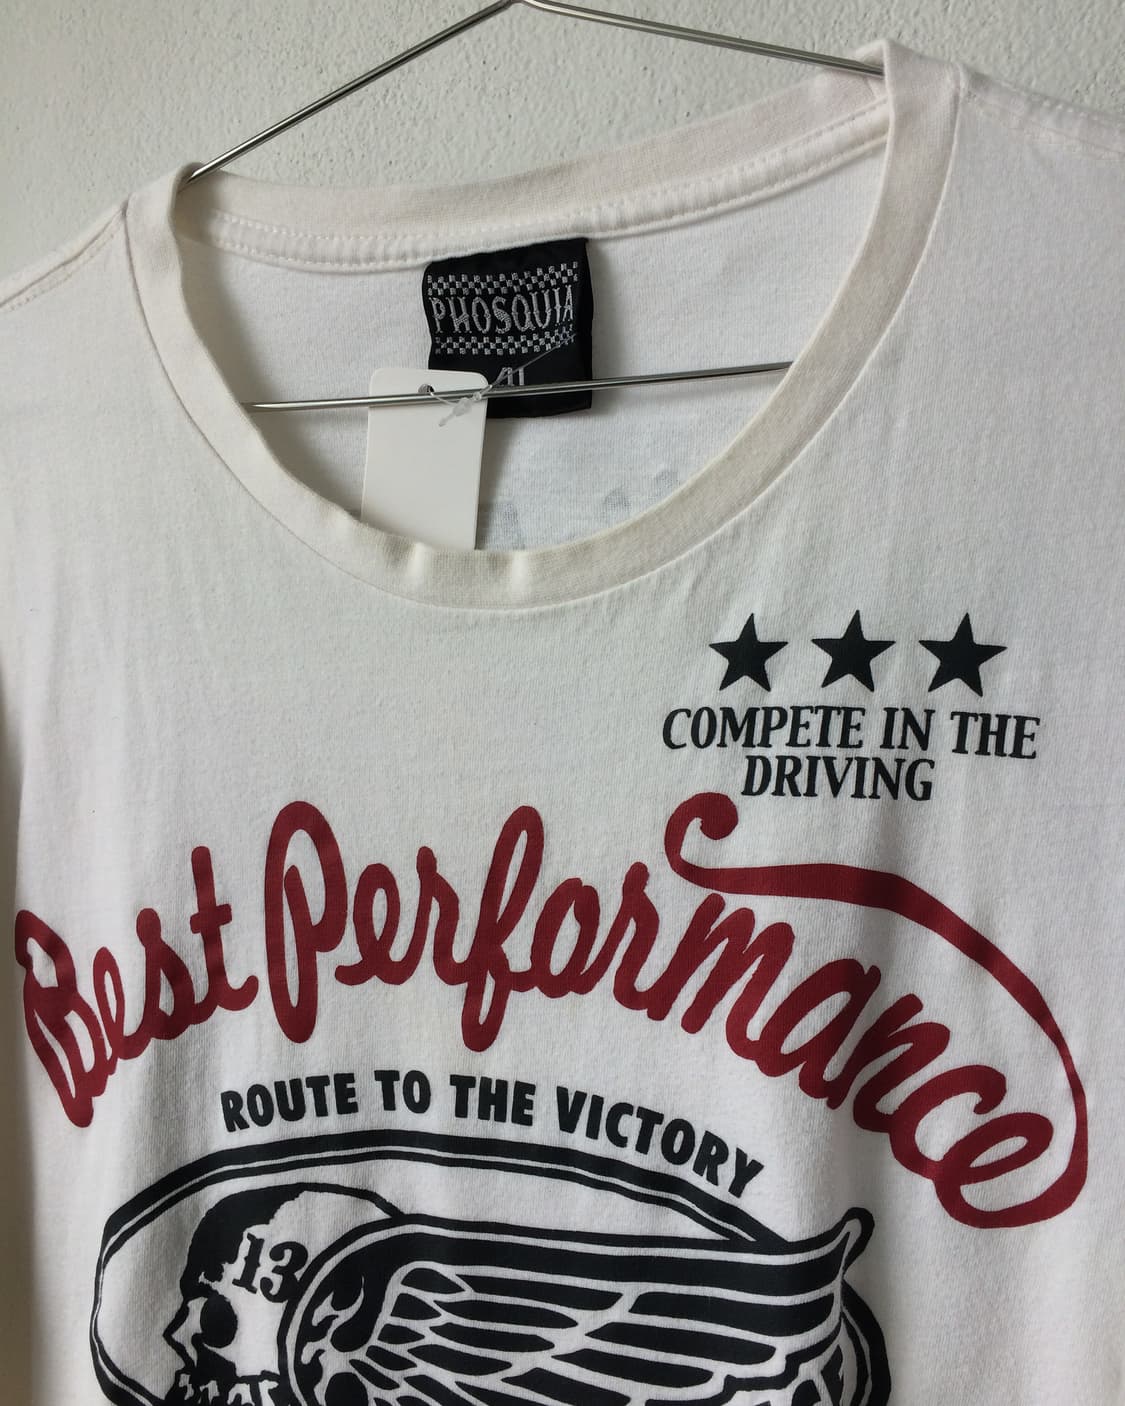 PHOSQUIA
COMPETE IN THE
DRIVING
Best Performance
ROUTE TO THE VICTORY
13